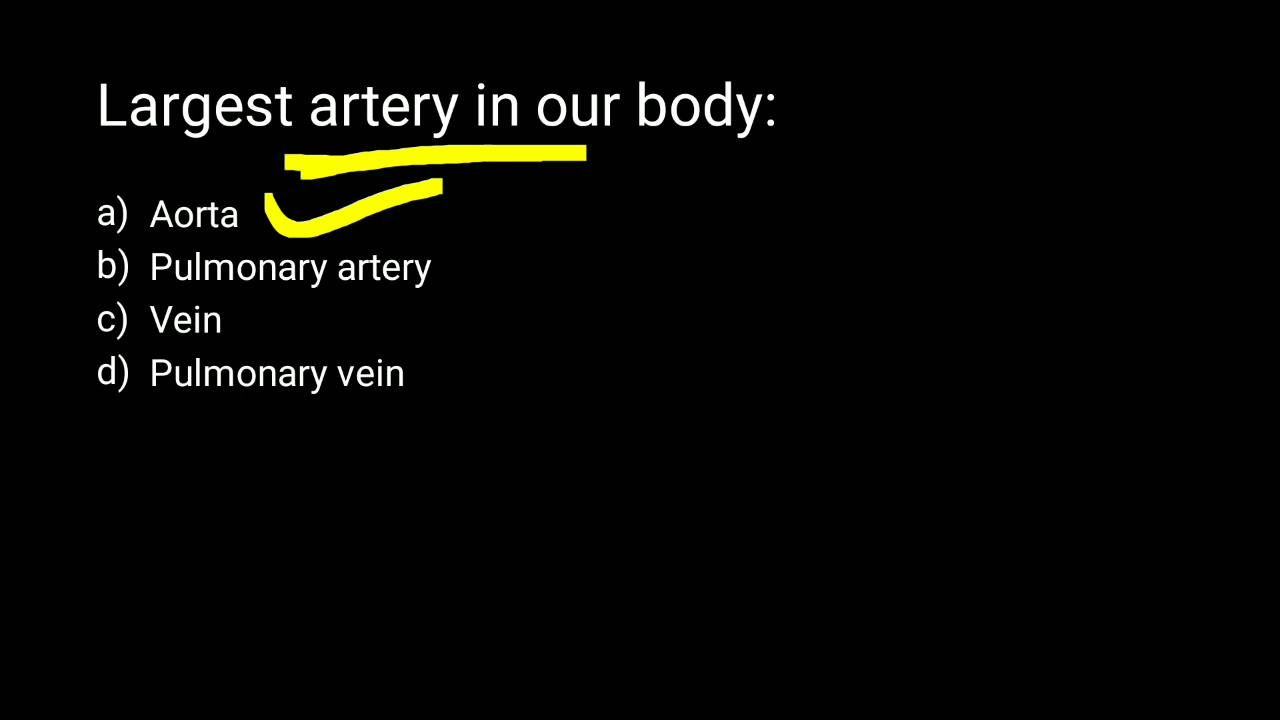 Largest artery in our body:
a) Aorta
b) Pulmonary artery
c) Vein
d) Pulmonary vein